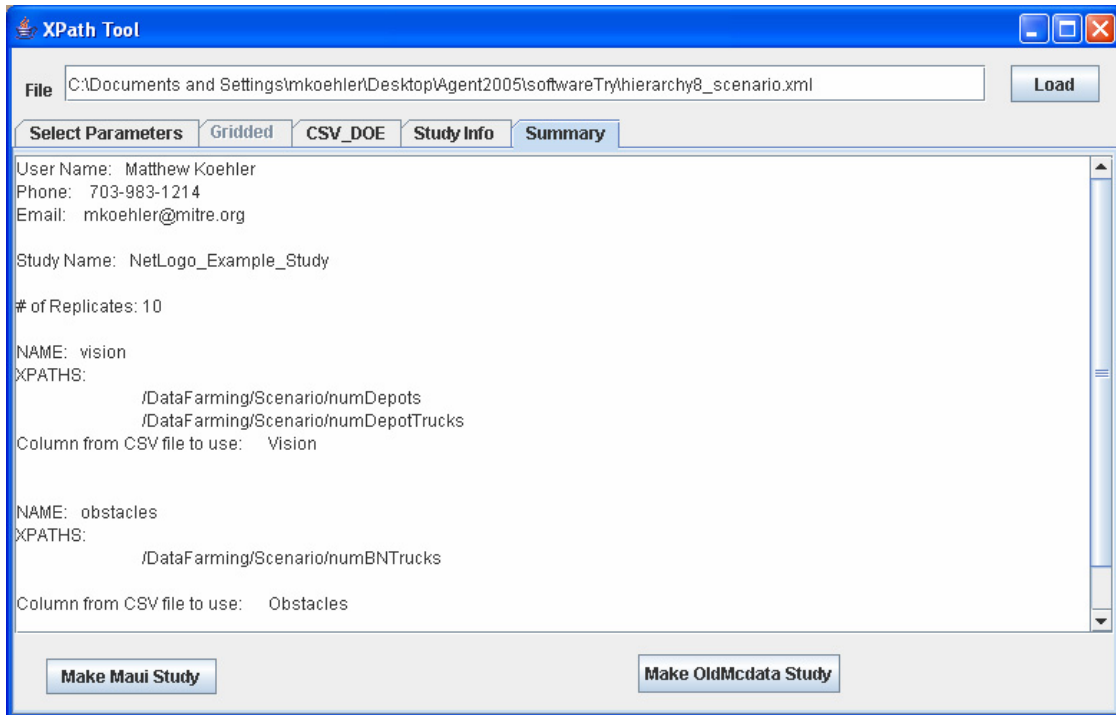 XPath Tool
File C:\Documents and Settings\mkoehler\Desktop\Agent2005\softwareTry\hierarchy8_scenario.xml Load
Select Parameters Gridded CSV_DOE Study Info Summary
User Name: Matthew Koehler
Phone: 703-983-1214
Email: mkoehler@mitre.org
Study Name: NetLogo_Example_Study
# of Replicates: 10
NAME: vision
XPATHS:
/DataFarming/Scenario/numDepots
/DataFarming/Scenario/numDepotTrucks
Column from CSV file to use: Vision
NAME: obstacles
XPATHS:
/DataFarming/Scenario/numBNTrucks
Column from CSV file to use: Obstacles
Make Maui Study Make OldMcdata Study